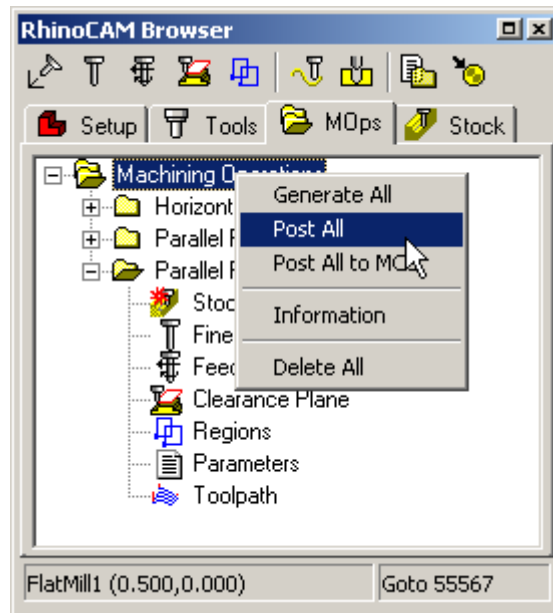 RhinoCAM Browser
Setup Tools MOps Stock
Machining
Generate All
Horizont
Post All
Parallel
Post All to
Parallel
Stoc
Information
Fine
Feed
Delete All
Clearance Plane
Regions
Parameters
Toolpath
FlatMill1 (0.500,0.000) Goto 55567